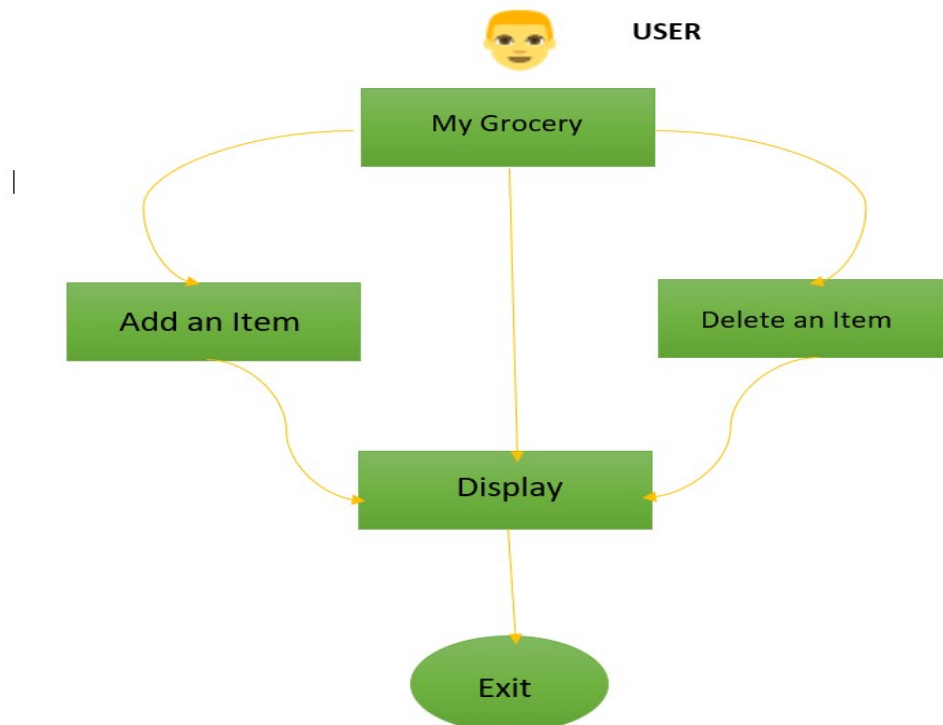 USER
My Grocery
Add an Item
Delete an Item
Display
Exit